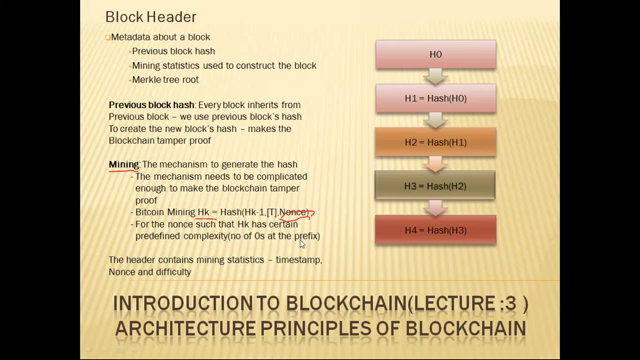 Block Header
Metadata about a block
Previous block hash
Mining statistics used to construct the block
Merkle tree root
Previous block hash: Every block inherits from
Previous block – we use previous block's hash
To create the new block's hash – makes the
Blockchain tamper proof
Mining: The mechanism to generate the hash
- The mechanism needs to be complicated
enough to make the blockchain tamper
proof
- Bitcoin Mining Hk = Hash(Hk-1,[T],Nonce)
- For the nonce such that Hk has certain
predefined complexity(no of 0s at the prefix)
The header contains mining statistics – timestamp,
Nonce and difficulty
H0
H1 = Hash(H0)
H2 = Hash(H1)
H3 = Hash(H2)
H4 = Hash(H3)
INTRODUCTION TO BLOCKCHAIN(LECTURE :3 )
ARCHITECTURE PRINCIPLES OF BLOCKCHAIN